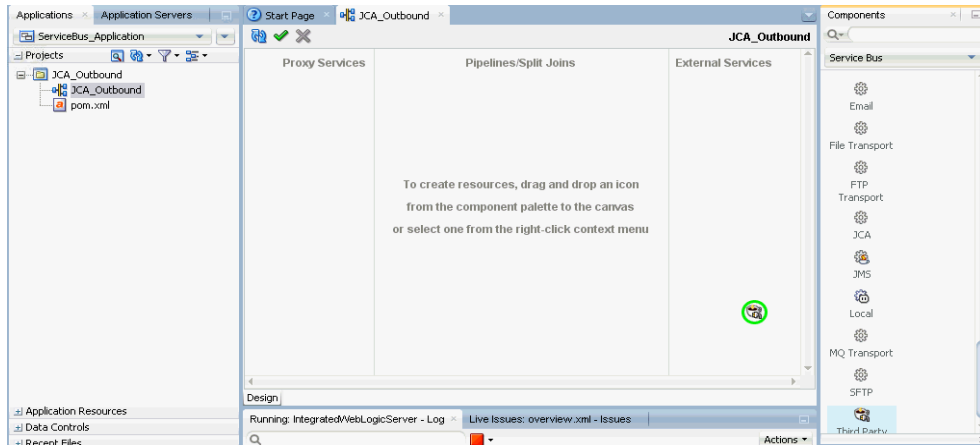 Applications
Application Servers
Start Page
JCA_Outbound
Components
ServiceBus_Application
JCA_Outbound
Service Bus
Projects
Proxy Services
Pipelines/Split Joins
External Services
JCA_Outbound
JCA_Outbound
pom.xml
Email
File Transport
FTP
Transport
JCA
JMS
Local
MQ Transport
SFTP
Third Party
To create resources, drag and drop an icon
from the component palette to the canvas
or select one from the right-click context menu
Design
Application Resources
Data Controls
Recent Files
Running: IntegratedWebLogicServer - Log
Live Issues: overview.xml - Issues
Actions